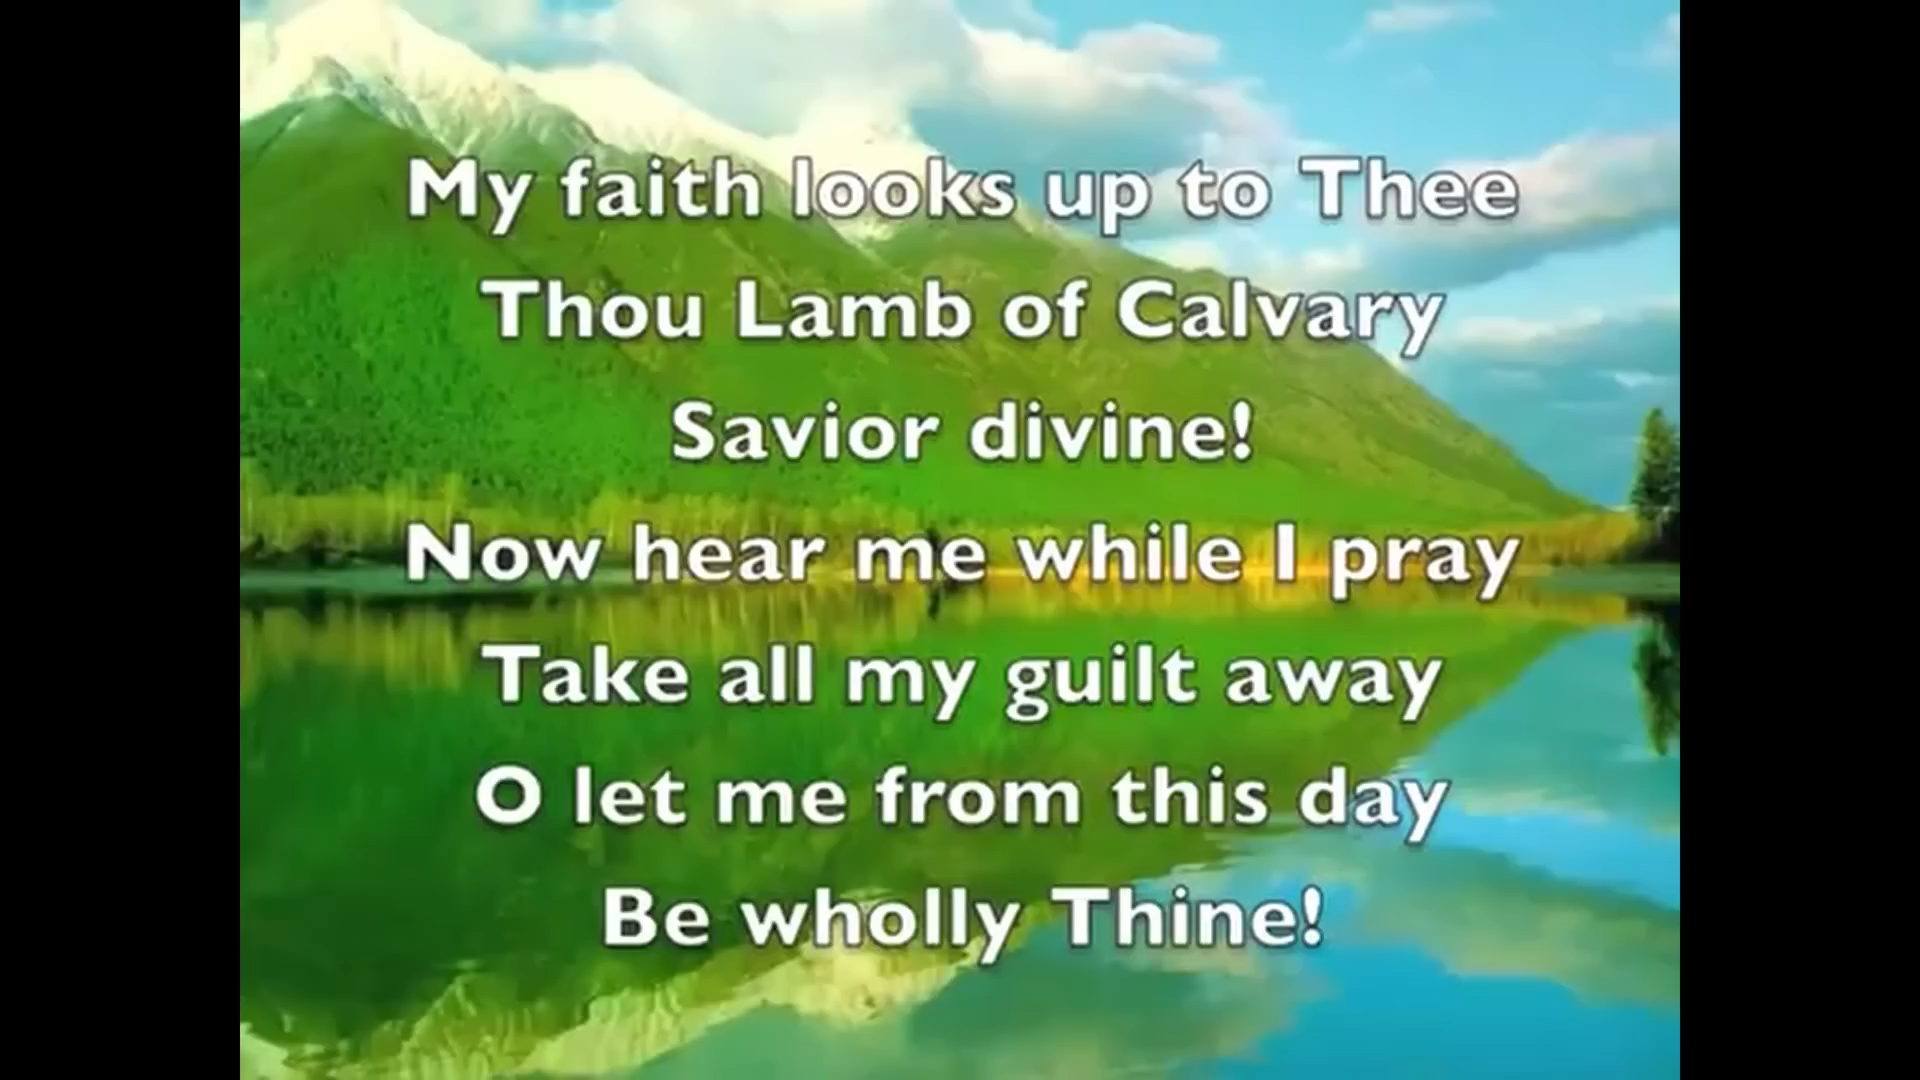 My faith looks up to Thee
Thou Lamb of Calvary
Savior divine!
Now hear me while I pray
Take all my guilt away
O let me from this day
Be wholly Thine!